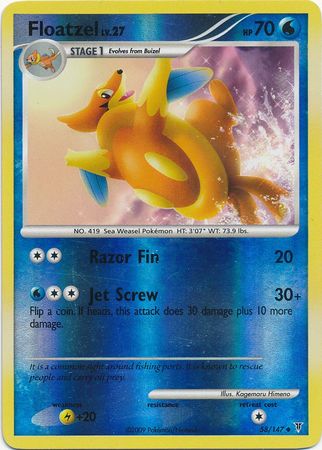 Floatzel LV.27
HP 70
STAGE 1 Evolves from Buizel
NO. 419 Sea Weasel Pokémon HT: 3'07" WT: 73.9 lbs.
Razor Fin 20
Jet Screw 30+
Flip a coin. If heads, this attack does 30 damage plus 10 more
damage.
It is a common sight around fishing ports. It is known to rescue
people and carry off prey.
Illus. Kagemaru Himeno
weakness resistance retreat cost
+20
©2009 Pokémon/Nintendo
58/147